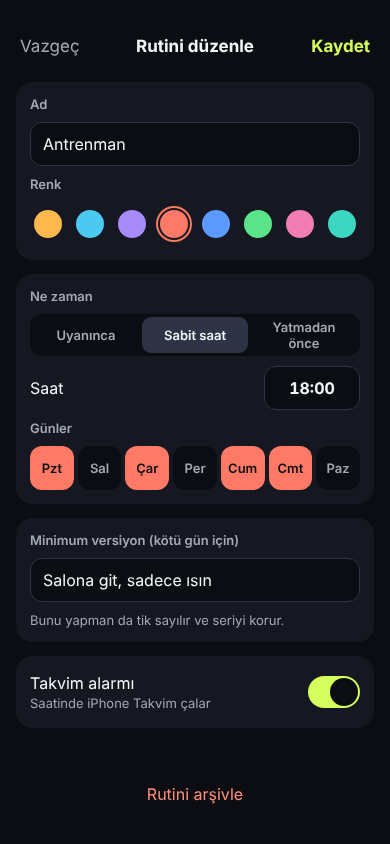 Vazgeç
Rutini düzenle
Kaydet
Ad
Antrenman
Renk
Ne zaman
Uyanınca
Sabit saat
Yatmadan
önce
Saat
18:00
Günler
Pzt
Sal
Çar
Per
Cum
Cmt
Paz
Minimum versiyon (kötü gün için)
Salona git, sadece ısın
Bunu yapman da tik sayılır ve seriyi korur.
Takvim alarmı
Saatinde iPhone Takvim çalar
Rutini arşivle